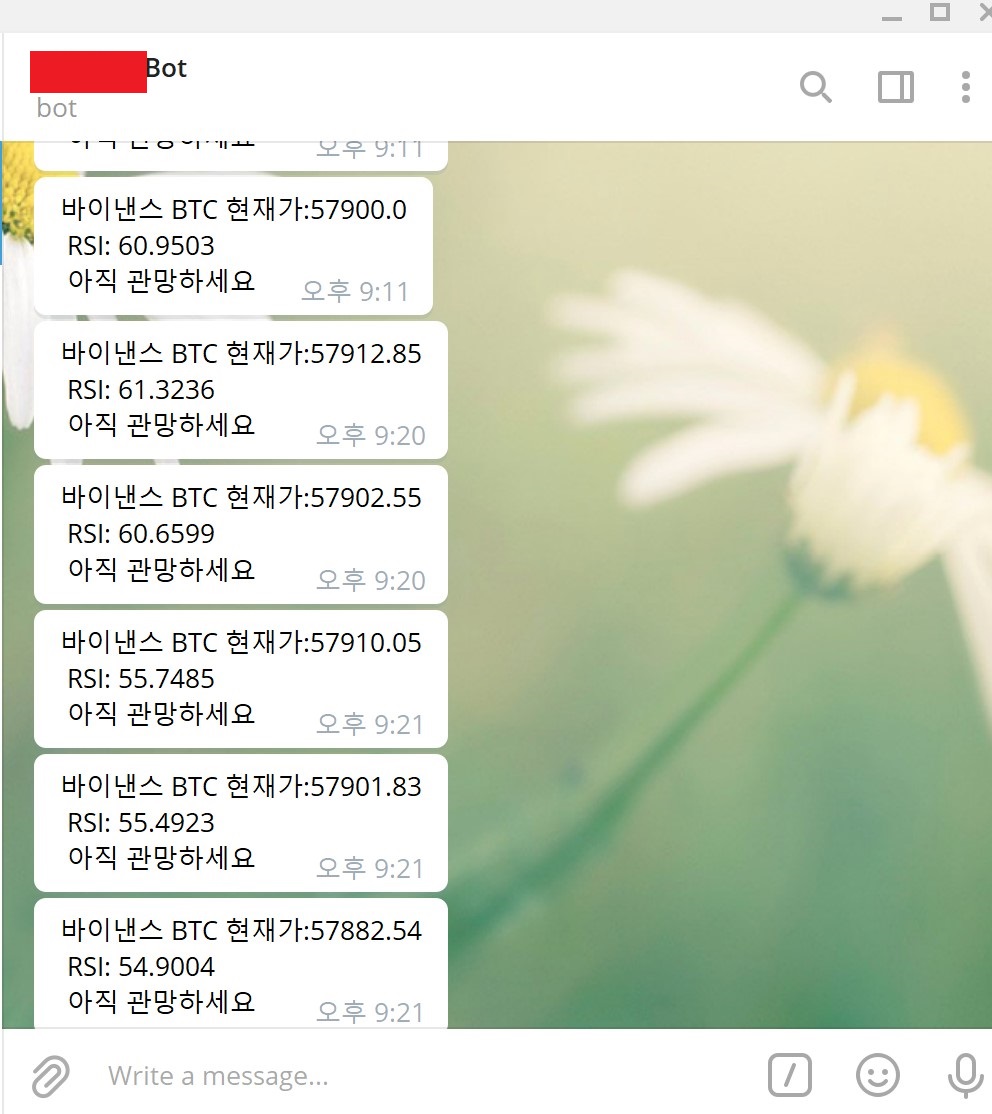 Bot
bot
오후 9:11
바이낸스 BTC 현재가:57900.0
RSI: 60.9503
아직 관망하세요
오후 9:11
바이낸스 BTC 현재가:57912.85
RSI: 61.3236
아직 관망하세요
오후 9:20
바이낸스 BTC 현재가:57902.55
RSI: 60.6599
아직 관망하세요
오후 9:20
바이낸스 BTC 현재가:57910.05
RSI: 55.7485
아직 관망하세요
오후 9:21
바이낸스 BTC 현재가:57901.83
RSI: 55.4923
아직 관망하세요
오후 9:21
바이낸스 BTC 현재가:57882.54
RSI: 54.9004
아직 관망하세요
오후 9:21
Write a message...